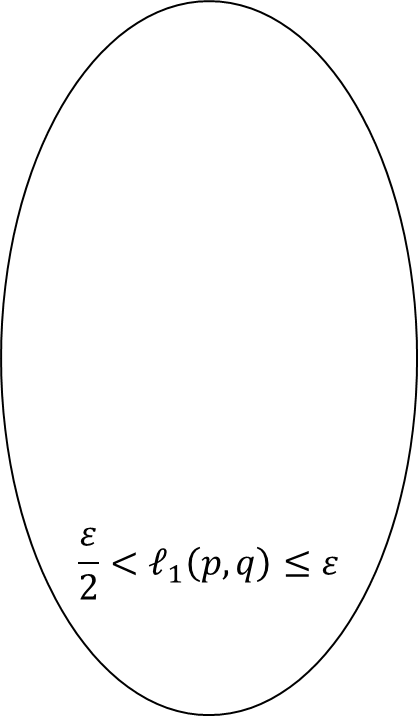 ε/2 < ℓ₁(p, q) ≤ ε